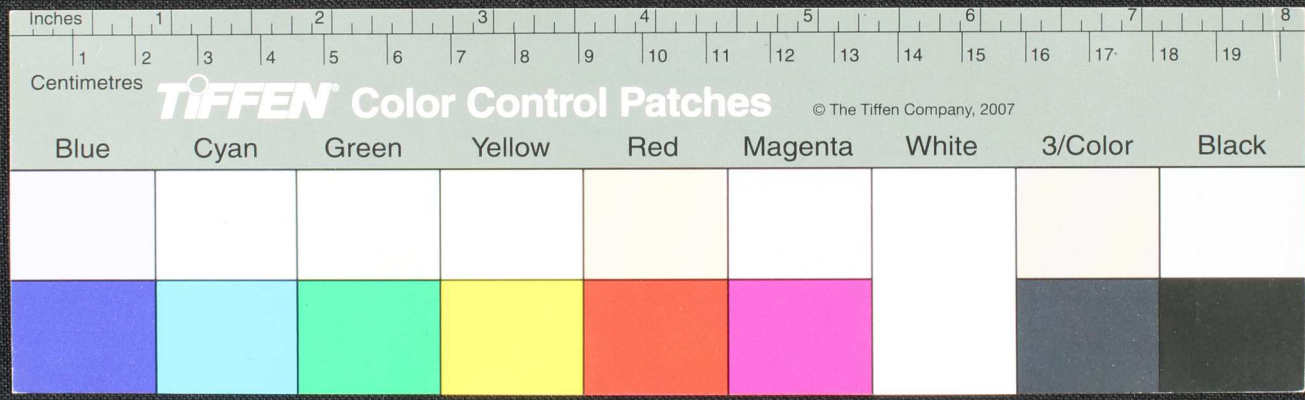 Inches 1 2 3 4 5 6 7 8
1 2 3 4 5 6 7 8 9 10 11 12 13 14 15 16 17 18 19
Centimetres
TIFFEN® Color Control Patches © The Tiffen Company, 2007
Blue Cyan Green Yellow Red Magenta White 3/Color Black